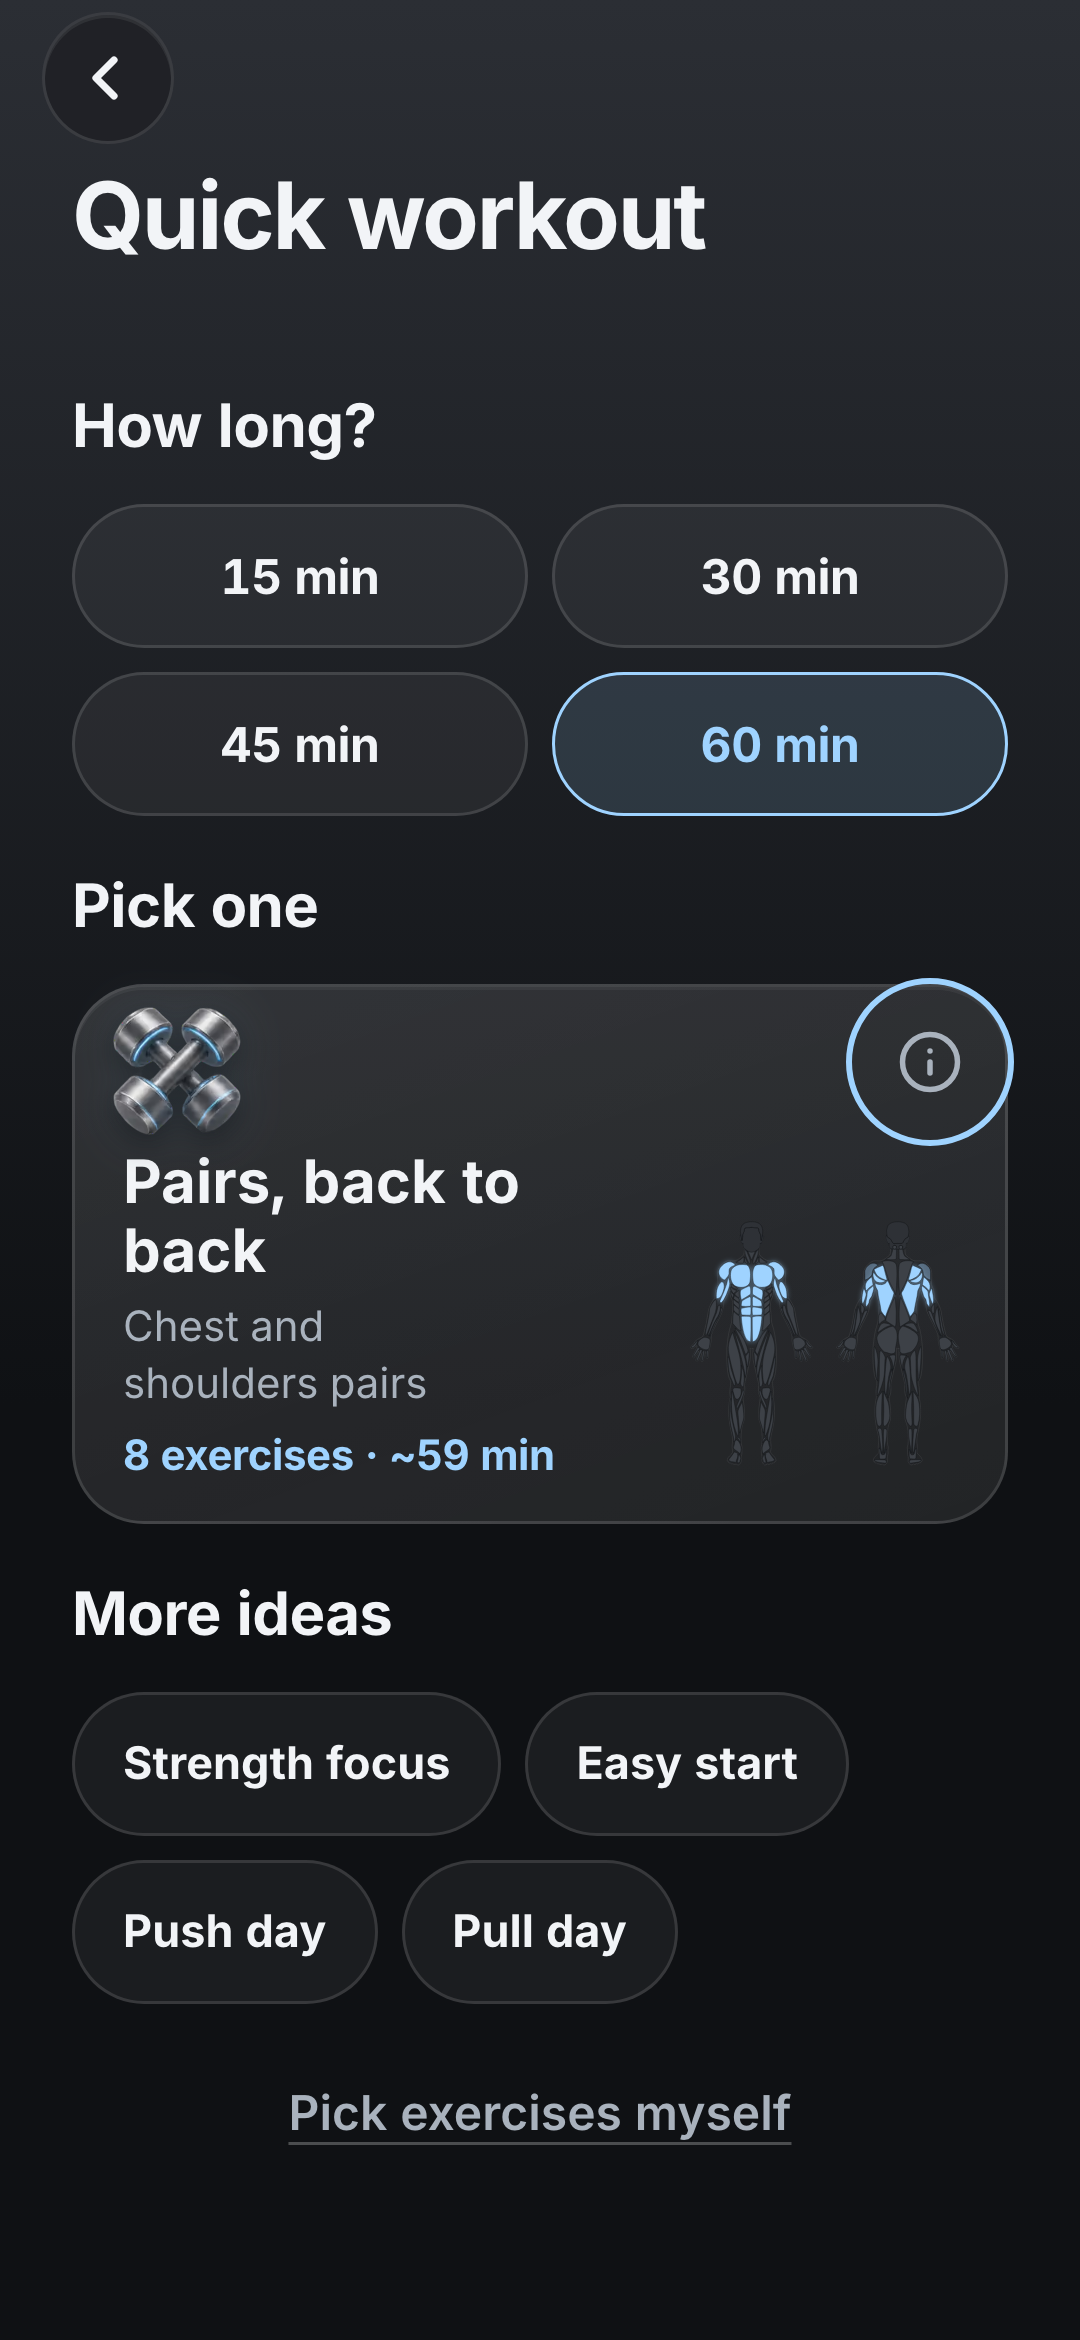 Quick workout
How long?
15 min
30 min
45 min
60 min
Pick one
Pairs, back to
back
Chest and
shoulders pairs
8 exercises · ~59 min
More ideas
Strength focus
Easy start
Push day
Pull day
Pick exercises myself